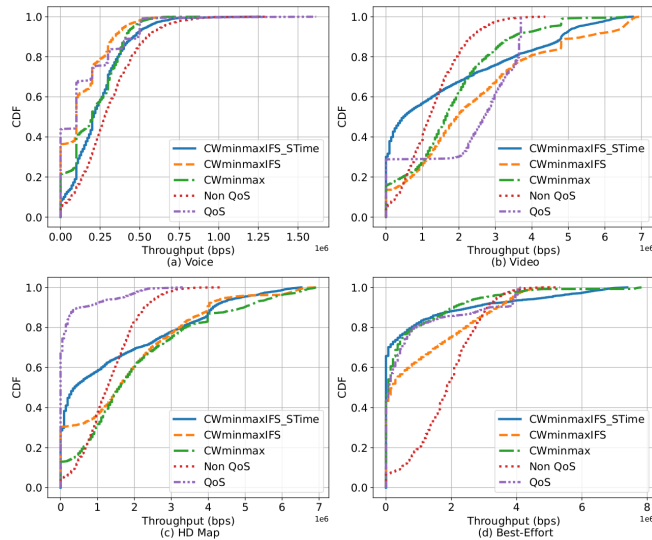 1.0
0.8
0.6
0.4
0.2
0.0
CDF
CWminmaxIFS_STime
CWminmaxIFS
CWminmax
Non QoS
QoS
0.00 0.25 0.50 0.75 1.00 1.25 1.50
1e6
Throughput (bps)
(a) Voice
1.0
0.8
0.6
0.4
0.2
0.0
CDF
CWminmaxIFS_STime
CWminmaxIFS
CWminmax
Non QoS
QoS
0 1 2 3 4 5 6 7
1e6
Throughput (bps)
(b) Video
1.0
0.8
0.6
0.4
0.2
0.0
CDF
CWminmaxIFS_STime
CWminmaxIFS
CWminmax
Non QoS
QoS
0 1 2 3 4 5 6 7
1e6
Throughput (bps)
(c) HD Map
1.0
0.8
0.6
0.4
0.2
0.0
CDF
CWminmaxIFS_STime
CWminmaxIFS
CWminmax
Non QoS
QoS
0 2 4 6 8
1e6
Throughput (bps)
(d) Best-Effort